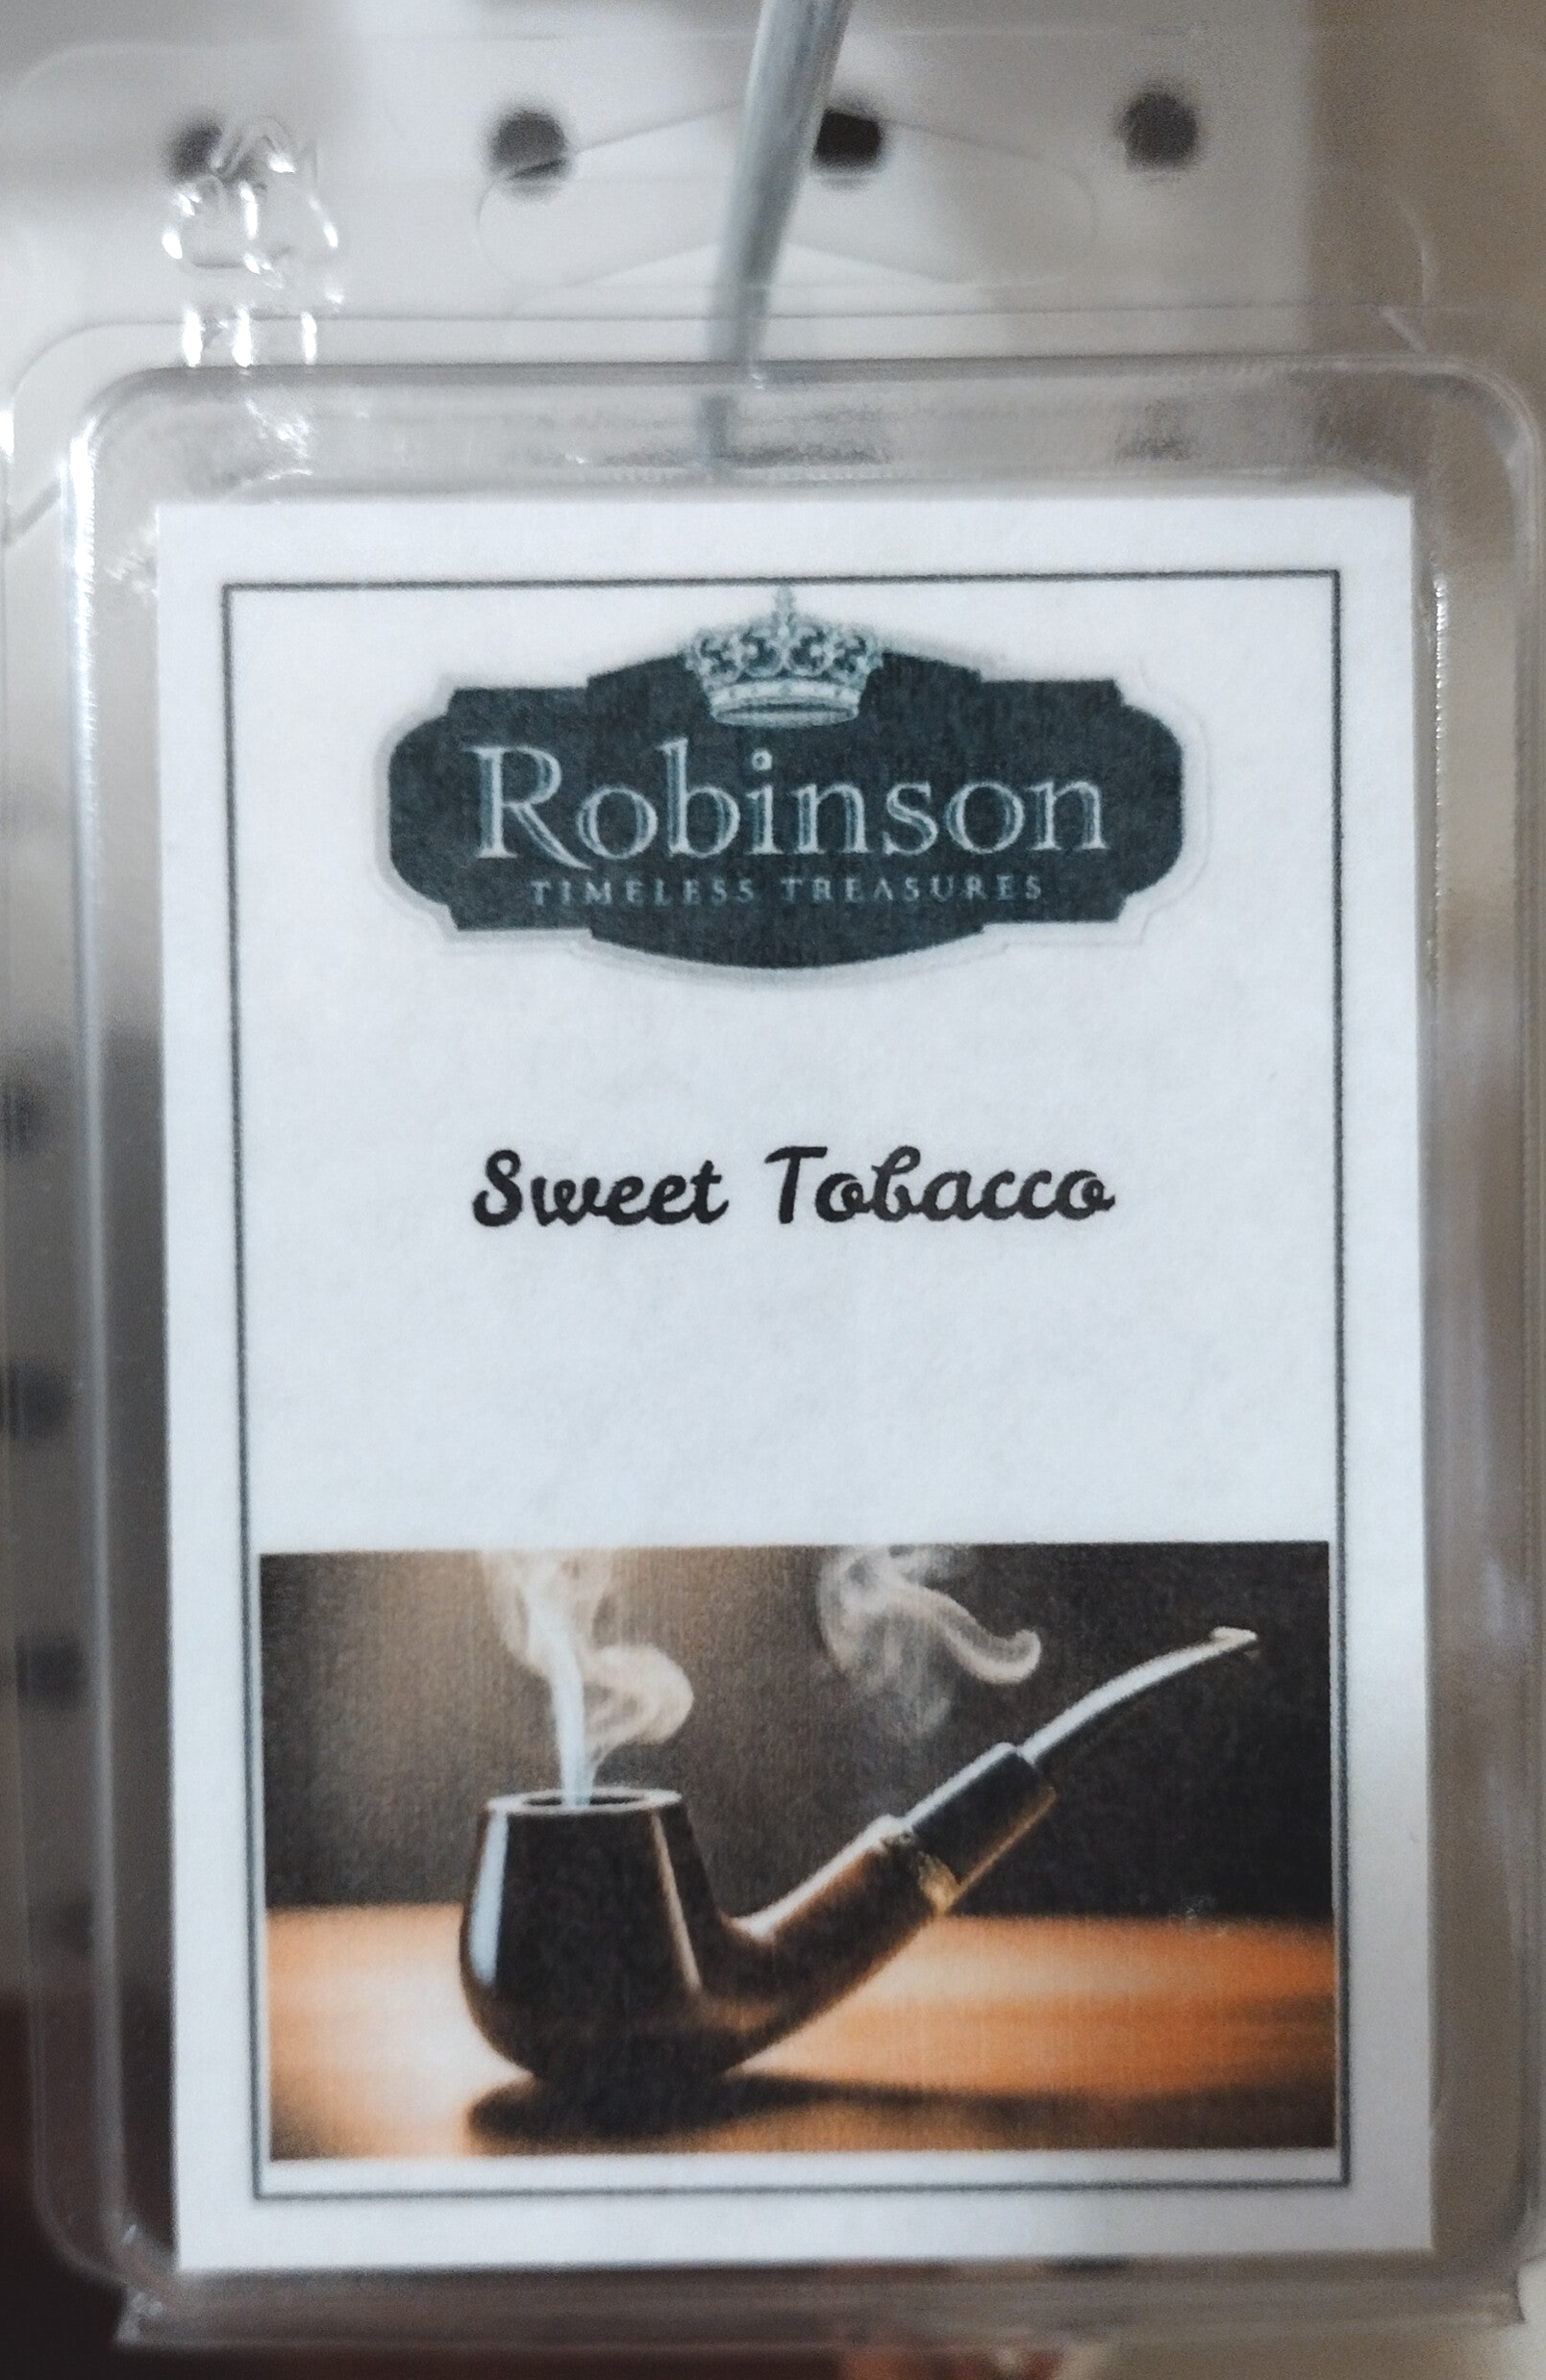 Robinson
TIMELESS TREASURES
Sweet Tobacco